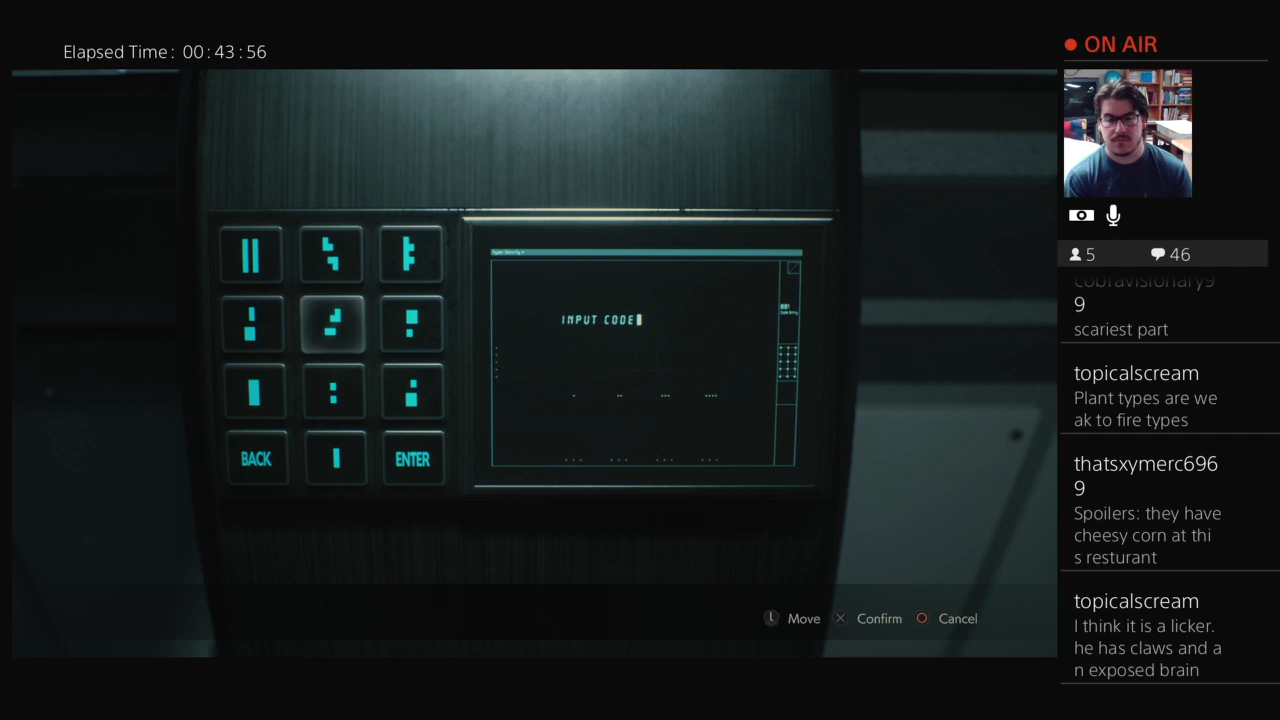 Elapsed Time: 00:43:56
ON AIR
5
46
INPUT CODE
BACK
ENTER
Move
Confirm
Cancel
cobravisionary9
9
scariest part
topicalscream
Plant types are we
ak to fire types
thatsxymerc696
9
Spoilers: they have
cheesy corn at thi
s resturant
topicalscream
I think it is a licker.
he has claws and a
n exposed brain